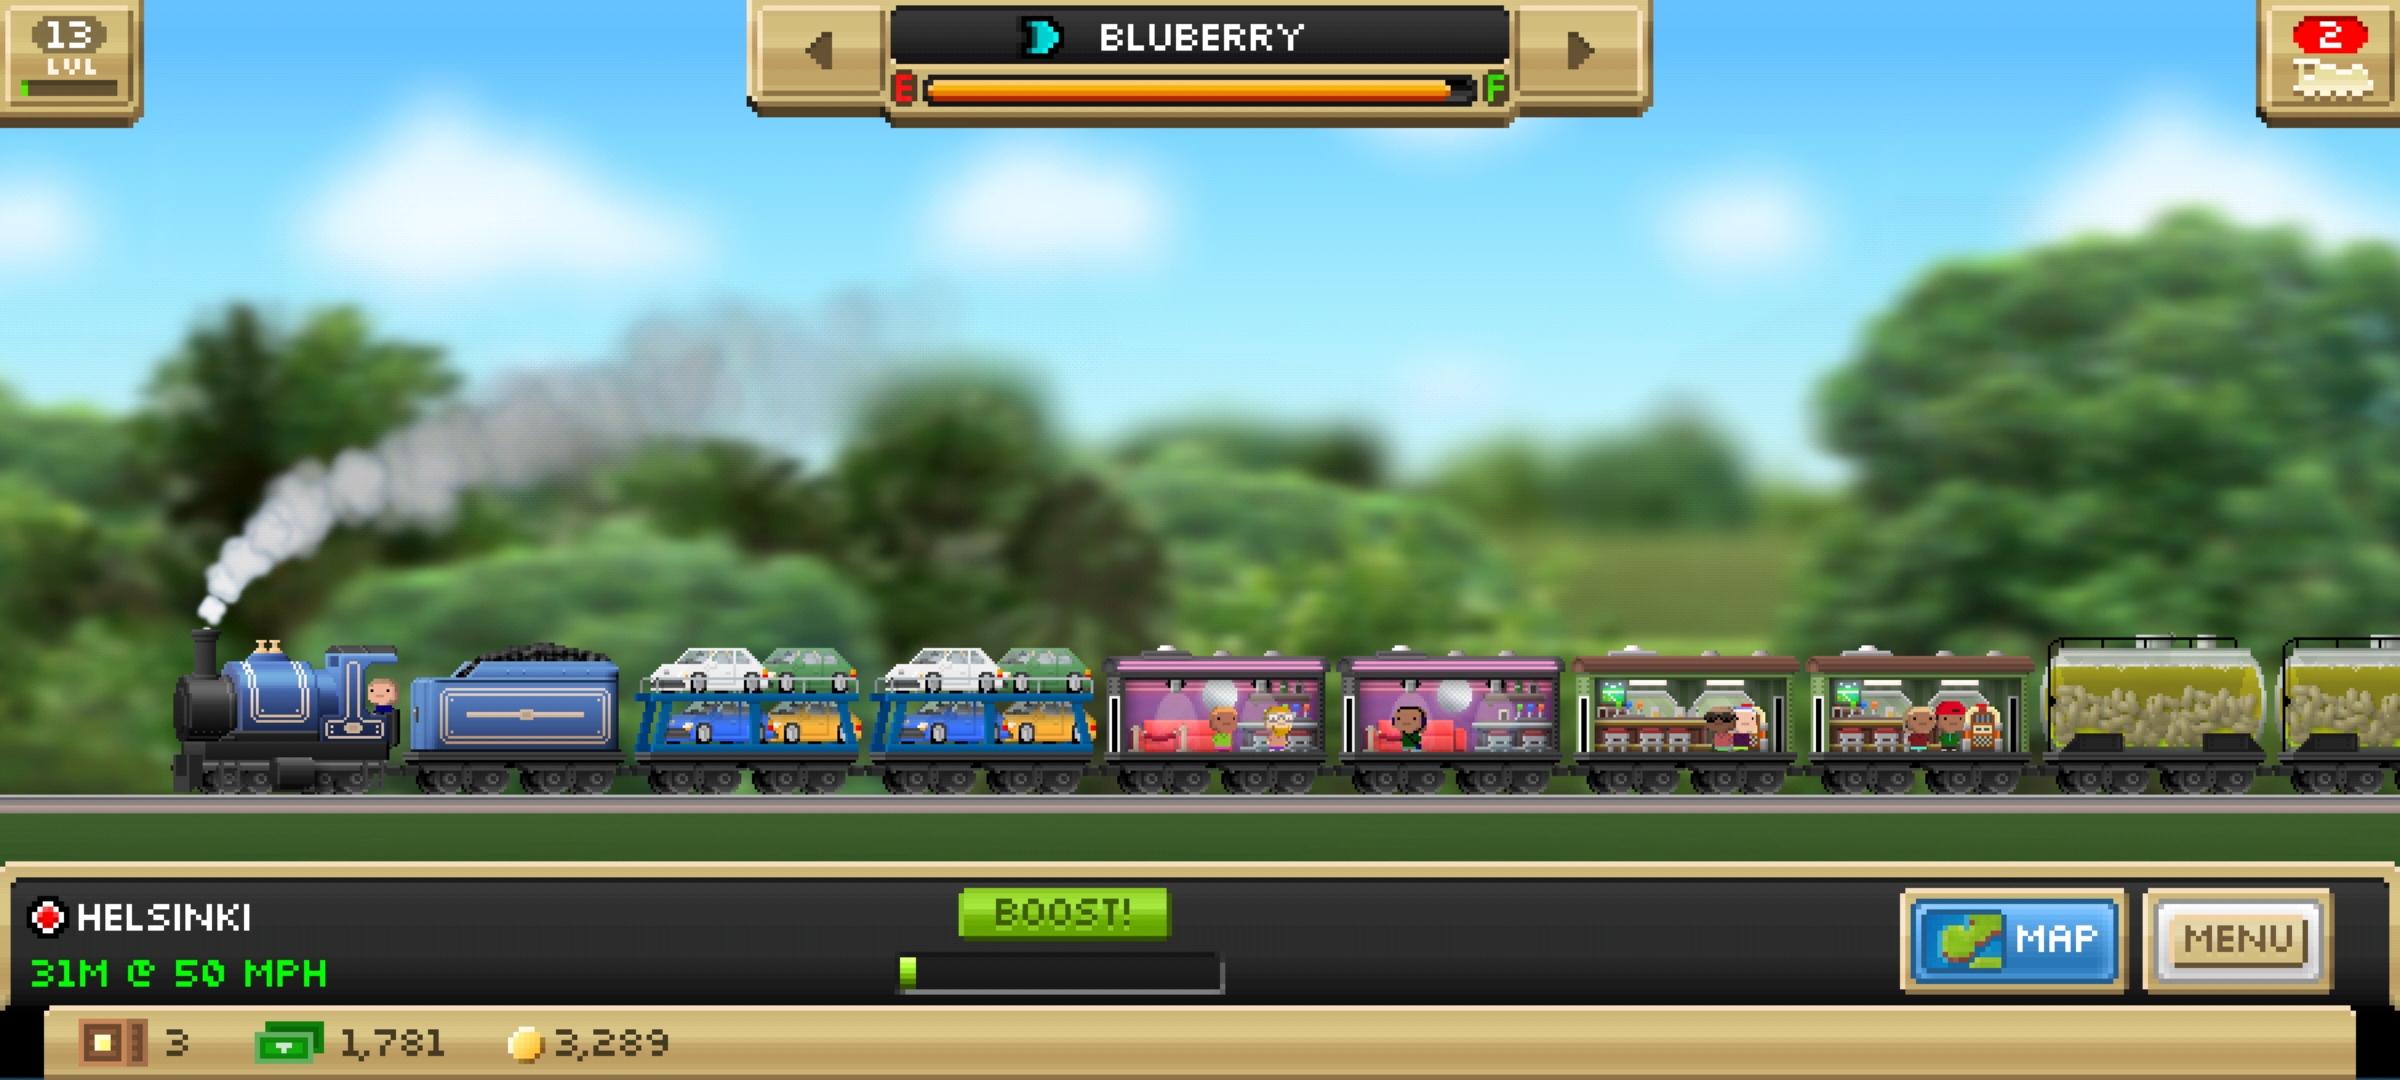 13
LVL
BLUBERRY
E F
2
HELSINKI
31M @ 50 MPH
BOOST!
MAP
MENU
3
1,781
3,289